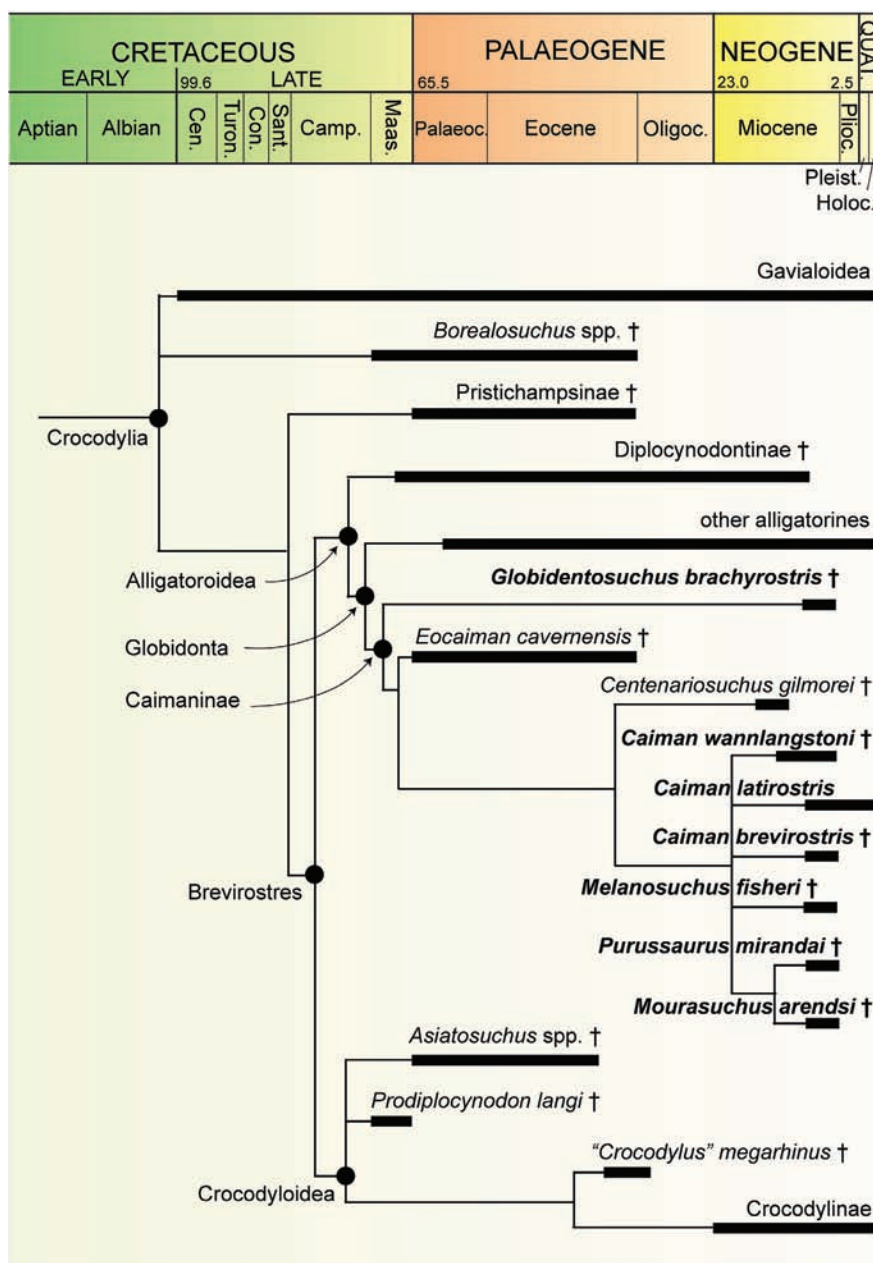 CRETACEOUS
PALAEOGENE
NEOGENE
QUAT.
EARLY
99.6
LATE
65.5
23.0
2.5
Aptian
Albian
Cen.
Turon.
Con.
Sant.
Camp.
Maas.
Palaeoc.
Eocene
Oligoc.
Miocene
Plioc.
Pleist.
Holoc.
Gavialoidea
Borealosuchus spp. †
Pristichampsinae †
Crocodylia
Diplocynodontinae †
other alligatorines
Alligatoroidea
Globidentosuchus brachyrostris †
Globidonta
Eocaiman cavernensis †
Caimaninae
Centenariosuchus gilmorei †
Caiman wannlangstoni †
Caiman latirostris
Caiman brevirostris †
Brevirostres
Melanosuchus fisheri †
Purussaurus mirandai †
Mourasuchus arendsi †
Asiatosuchus spp. †
Prodiplocynodon langi †
"Crocodylus" megarhinus †
Crocodyloidea
Crocodylinae